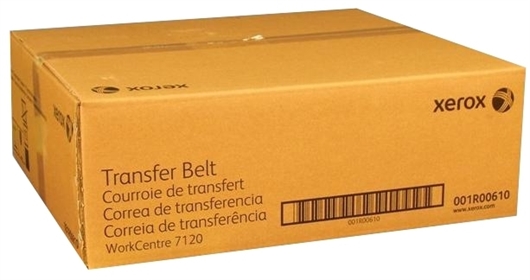 xerox
Transfer Belt
Courroie de transfert
Correa de transferencia
Correia de transferência
WorkCentre 7120
001R00610
001R00610
www.xerox.com